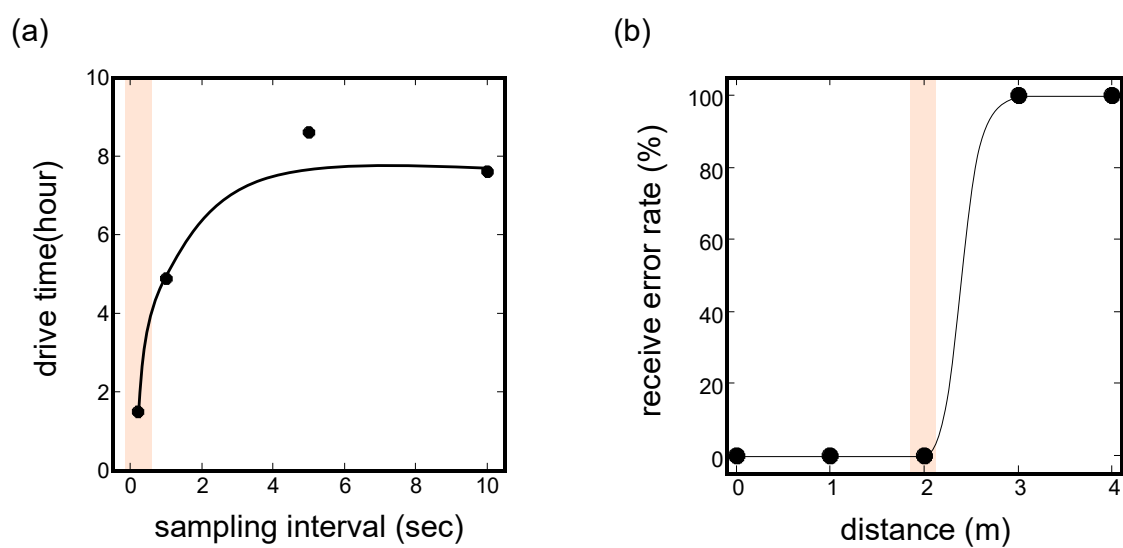 (a)
10
8
6
4
2
0
drive time(hour)
0 2 4 6 8 10
sampling interval (sec)
(b)
100
80
60
40
20
0
receive error rate (%)
0 1 2 3 4
distance (m)